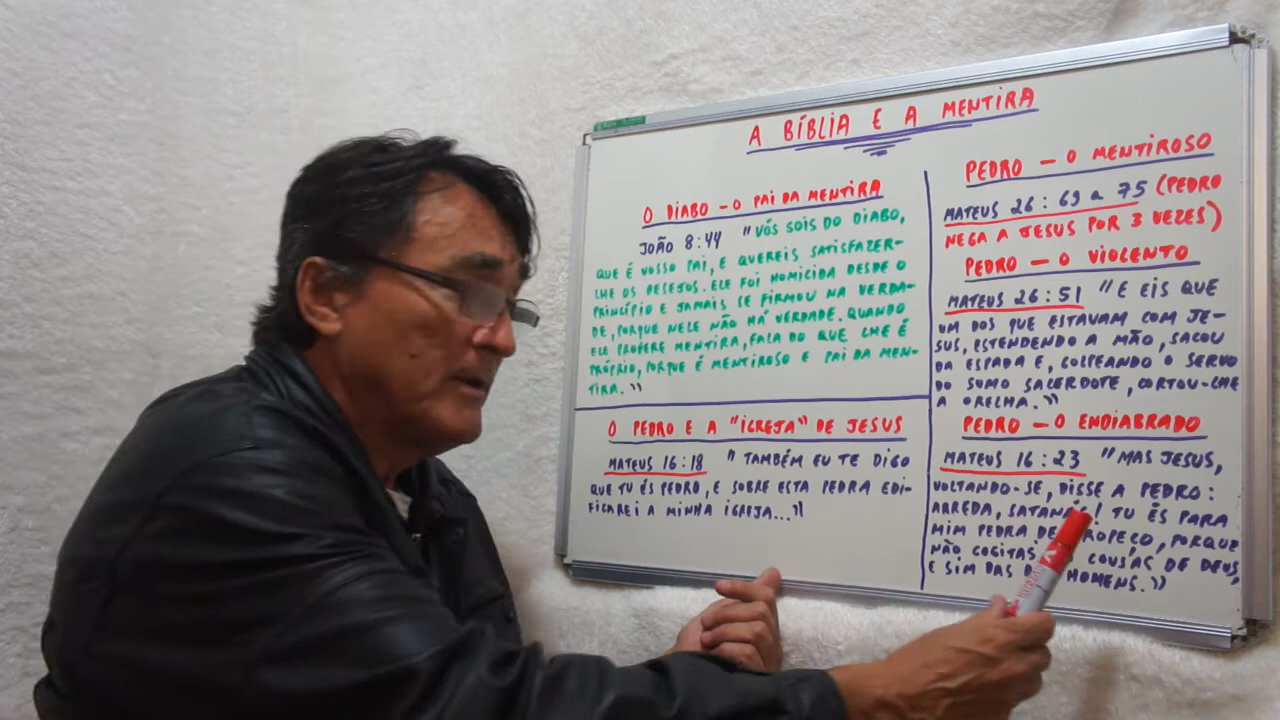 A BÍBLIA E A MENTIRA
O DIABO - O PAI DA MENTIRA
JOÃO 8:44 "VÓS SOIS DO DIABO,
QUE É VOSSO PAI, E QUEREIS SATISFAZER-
LHE OS DESEJOS. ELE FOI HOMICIDA DESDE O
PRINCÍPIO E JAMAIS SE FIRMOU NA VERDA-
DE, PORQUE NELE NÃO HÁ VERDADE. QUANDO
ELE PROFERE MENTIRA, FALA DO QUE LHE É
PRÓPRIO, PORQUE É MENTIROSO E PAI DA MEN-
TIRA."
O PEDRO E A "IGREJA" DE JESUS
MATEUS 16:18 "TAMBÉM EU TE DIGO
QUE TU ÉS PEDRO, E SOBRE ESTA PEDRA EDI-
FICAREI A MINHA IGREJA..."
PEDRO - O MENTIROSO
MATEUS 26:69 a 75 (PEDRO
NEGA A JESUS POR 3 VEZES)
PEDRO - O VIOLENTO
MATEUS 26:51 "E EIS QUE
UM DOS QUE ESTAVAM COM JE-
SUS, ESTENDENDO A MÃO, SACOU
DA ESPADA E, GOLPEANDO O SERVO
DO SUMO SACERDOTE, CORTOU-LHE
A ORELHA."
PEDRO - O ENDIABRADO
MATEUS 16:23 "MAS JESUS,
VOLTANDO-SE, DISSE A PEDRO:
ARREDA, SATANÁS! TU ÉS PARA
MIM PEDRA DE ROPEÇO, PORQUE
NÃO COGITAS COUSAS DE DEUS,
E SIM DAS HOMENS."